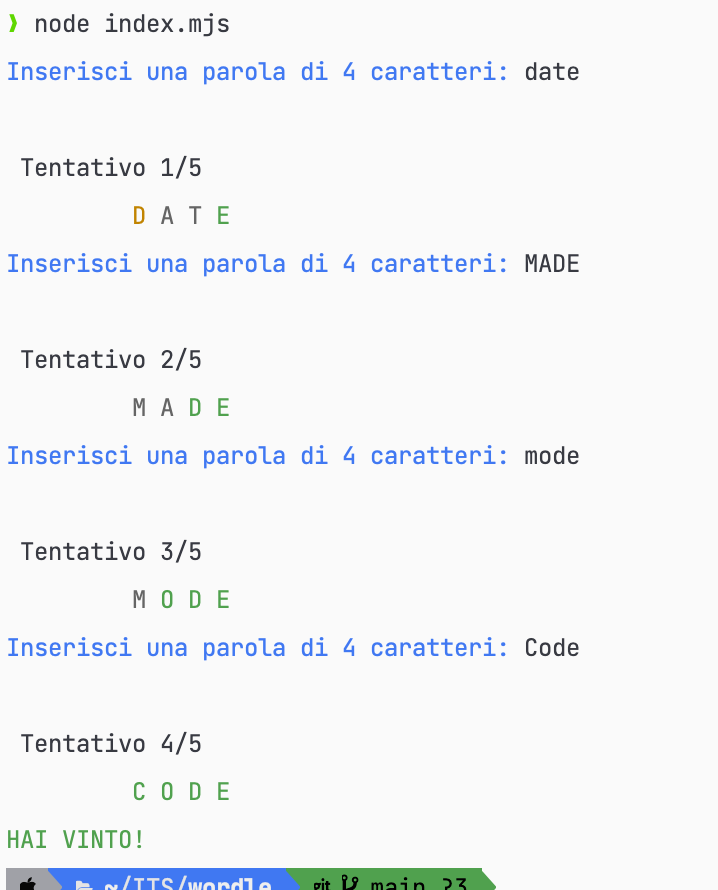 ❯ node index.mjs
Inserisci una parola di 4 caratteri: date
Tentativo 1/5
D A T E
Inserisci una parola di 4 caratteri: MADE
Tentativo 2/5
M A D E
Inserisci una parola di 4 caratteri: mode
Tentativo 3/5
M O D E
Inserisci una parola di 4 caratteri: Code
Tentativo 4/5
C O D E
HAI VINTO!
~/ITS/wordle git main ?3